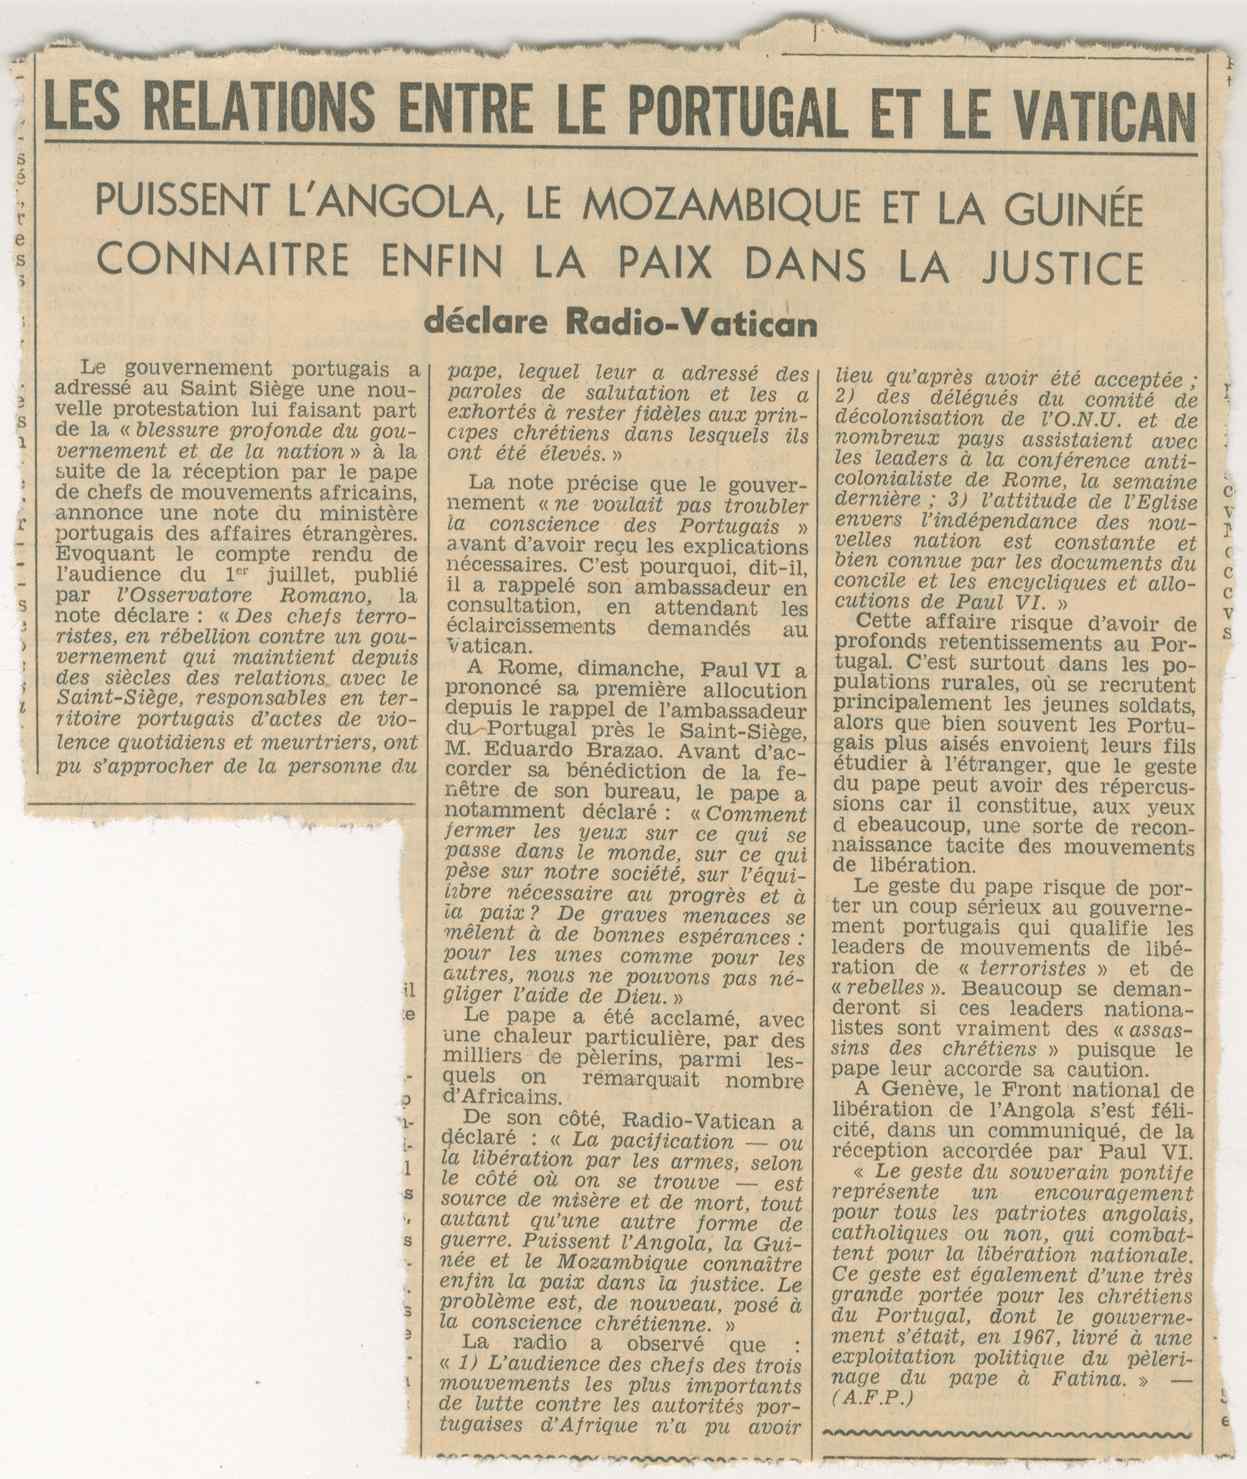 LES RELATIONS ENTRE LE PORTUGAL ET LE VATICAN
PUISSENT L'ANGOLA, LE MOZAMBIQUE ET LA GUINÉE
CONNAITRE ENFIN LA PAIX DANS LA JUSTICE
déclare Radio-Vatican
Le gouvernement portugais a
adressé au Saint Siège une nou-
velle protestation lui faisant part
de la « blessure profonde du gou-
vernement et de la nation » à la
suite de la réception par le pape
de chefs de mouvements africains,
annonce une note du ministère
portugais des affaires étrangères.
Evoquant le compte rendu de
l'audience du 1er juillet, publié
par l'Osservatore Romano, la
note déclare : « Des chefs terro-
ristes, en rébellion contre un gou-
vernement qui maintient depuis
des siècles des relations avec le
Saint-Siège, responsables en ter-
ritoire portugais d'actes de vio-
lence quotidiens et meurtriers, ont
pu s'approcher de la personne du
pape, lequel leur a adressé des
paroles de salutation et les a
exhortés à rester fidèles aux prin-
cipes chrétiens dans lesquels ils
ont été élevés. »
La note précise que le gouver-
nement « ne voulait pas troubler
la conscience des Portugais »
avant d'avoir reçu les explications
nécessaires. C'est pourquoi, dit-il,
il a rappelé son ambassadeur en
consultation, en attendant les
éclaircissements demandés au
Vatican.
A Rome, dimanche, Paul VI a
prononcé sa première allocution
depuis le rappel de l'ambassadeur
du Portugal près le Saint-Siège,
M. Eduardo Brazao. Avant d'ac-
corder sa bénédiction de la fe-
nêtre de son bureau, le pape a
notamment déclaré : « Comment
fermer les yeux sur ce qui se
passe dans le monde, sur ce qui
pèse sur notre société, sur l'équi-
libre nécessaire au progrès et à
la paix ? De graves menaces se
mêlent à de bonnes espérances :
pour les unes comme pour les
autres, nous ne pouvons pas né-
gliger l'aide de Dieu. »
Le pape a été acclamé, avec
une chaleur particulière, par des
milliers de pèlerins, parmi les-
quels on remarquait nombre
d'Africains.
De son côté, Radio-Vatican a
déclaré : « La pacification — ou
la libération par les armes, selon
le côté où on se trouve — est
source de misère et de mort, tout
autant qu'une autre forme de
guerre. Puissent l'Angola, la Gui-
née et le Mozambique connaître
enfin la paix dans la justice. Le
problème est, de nouveau, posé à
la conscience chrétienne. »
La radio a observé que :
« 1) L'audience des chefs des trois
mouvements les plus importants
de lutte contre les autorités por-
tugaises d'Afrique n'a pu avoir
lieu qu'après avoir été acceptée ;
2) des délégués du comité de
décolonisation de l'O.N.U. et de
nombreux pays assistaient avec
les leaders à la conférence anti-
colonialiste de Rome, la semaine
dernière ; 3) l'attitude de l'Eglise
envers l'indépendance des nou-
velles nation est constante et
bien connue par les documents du
concile et les encycliques et allo-
cutions de Paul VI. »
Cette affaire risque d'avoir de
profonds retentissements au Por-
tugal. C'est surtout dans les po-
pulations rurales, où se recrutent
principalement les jeunes soldats,
alors que bien souvent les Portu-
gais plus aisés envoient leurs fils
étudier à l'étranger, que le geste
du pape peut avoir des répercus-
sions car il constitue, aux yeux
d ebeaucoup, une sorte de recon-
naissance tacite des mouvements
de libération.
Le geste du pape risque de por-
ter un coup sérieux au gouverne-
ment portugais qui qualifie les
leaders de mouvements de libé-
ration de « terroristes » et de
« rebelles ». Beaucoup se deman-
deront si ces leaders nationa-
listes sont vraiment des « assas-
sins des chrétiens » puisque le
pape leur accorde sa caution.
A Genève, le Front national de
libération de l'Angola s'est féli-
cité, dans un communiqué, de la
réception accordée par Paul VI.
« Le geste du souverain pontife
représente un encouragement
pour tous les patriotes angolais,
catholiques ou non, qui combat-
tent pour la libération nationale.
Ce geste est également d'une très
grande portée pour les chrétiens
du Portugal, dont le gouverne-
ment s'était, en 1967, livré à une
exploitation politique du pèleri-
nage du pape à Fatina. » —
(A.F.P.)